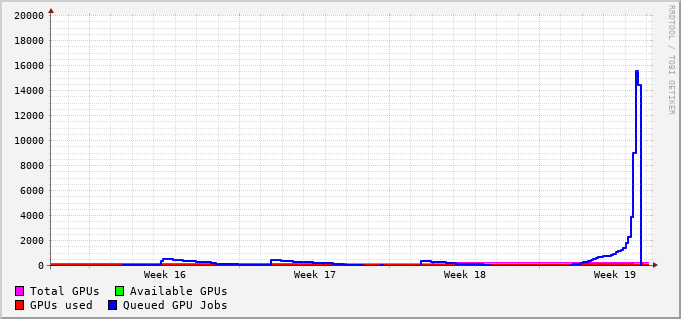 20000
18000
16000
14000
12000
10000
8000
6000
4000
2000
0
Week 16 Week 17 Week 18 Week 19
Total GPUs Available GPUs
GPUs used Queued GPU Jobs
RRDTOOL / TOBI OETIKER